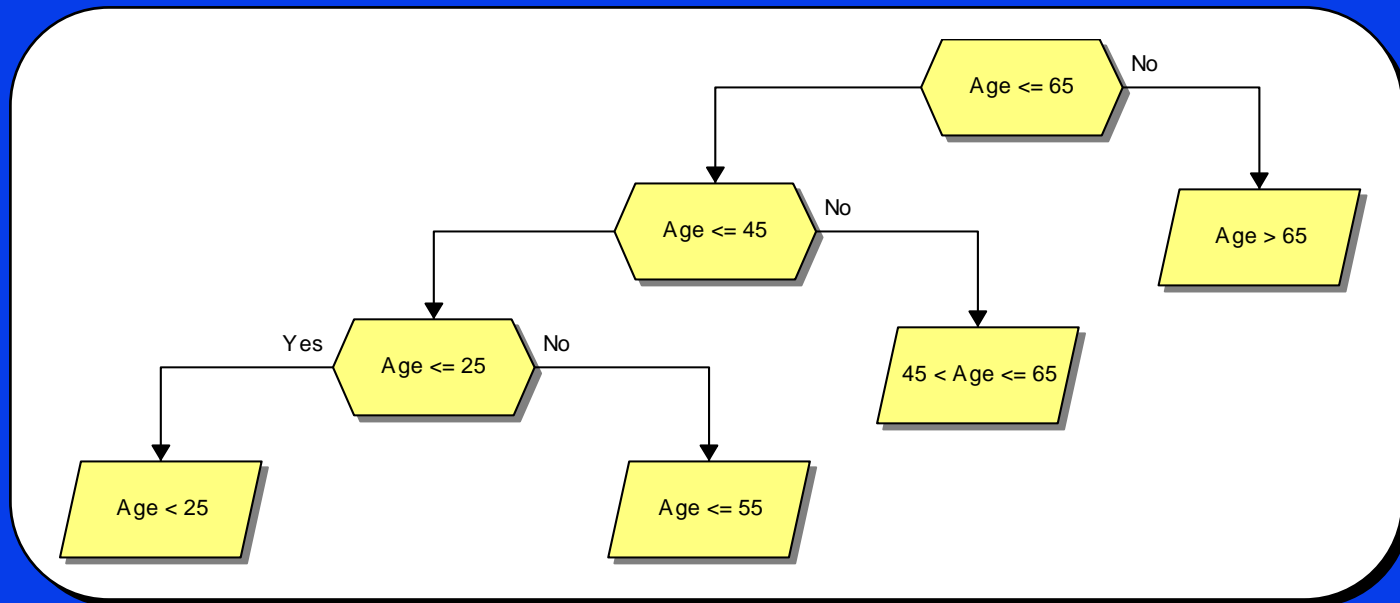 Age <= 65
No
Age <= 45
No
Age > 65
Yes
Age <= 25
No
45 < Age <= 65
Age < 25
Age <= 55